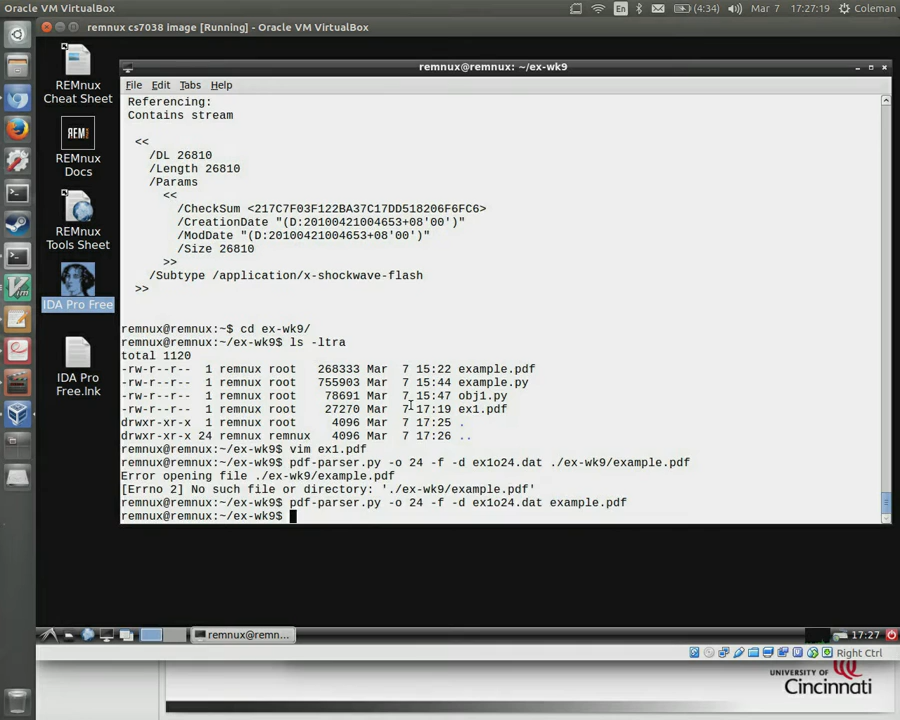 Oracle VM VirtualBox
En
(4:34)
Mar 7
17:27:19
Coleman
remnux cs7038 image [Running] - Oracle VM VirtualBox
REMnux
Cheat Sheet
REM
REMnux
Docs
REMnux
Tools Sheet
IDA Pro Free
IDA Pro
Free.lnk
remnux@remnux: ~/ex-wk9
File Edit Tabs Help
Referencing:
Contains stream
<<
/DL 26810
/Length 26810
/Params
<<
/CheckSum <217C7F03F122BA37C17DD518206F6FC6>
/CreationDate "(D:20100421004653+08'00')"
/ModDate "(D:20100421004653+08'00')"
/Size 26810
>>
/Subtype /application/x-shockwave-flash
>>
remnux@remnux:~$ cd ex-wk9/
remnux@remnux:~/ex-wk9$ ls -ltra
total 1120
-rw-r--r-- 1 remnux root 268333 Mar 7 15:22 example.pdf
-rw-r--r-- 1 remnux root 755903 Mar 7 15:44 example.py
-rw-r--r-- 1 remnux root 78691 Mar 7 15:47 obj1.py
-rw-r--r-- 1 remnux root 27270 Mar 7 17:19 ex1.pdf
drwxr-xr-x 2 remnux root 4096 Mar 7 17:25 .
drwxr-xr-x 24 remnux remnux 4096 Mar 7 17:26 ..
remnux@remnux:~/ex-wk9$ vim ex1.pdf
remnux@remnux:~/ex-wk9$ pdf-parser.py -o 24 -f -d ex1o24.dat ./ex-wk9/example.pdf
Error opening file ./ex-wk9/example.pdf
[Errno 2] No such file or directory: './ex-wk9/example.pdf'
remnux@remnux:~/ex-wk9$ pdf-parser.py -o 24 -f -d ex1o24.dat example.pdf
remnux@remnux:~/ex-wk9$
remnux@remn...
17:27
Right Ctrl
UNIVERSITY OF
Cincinnati